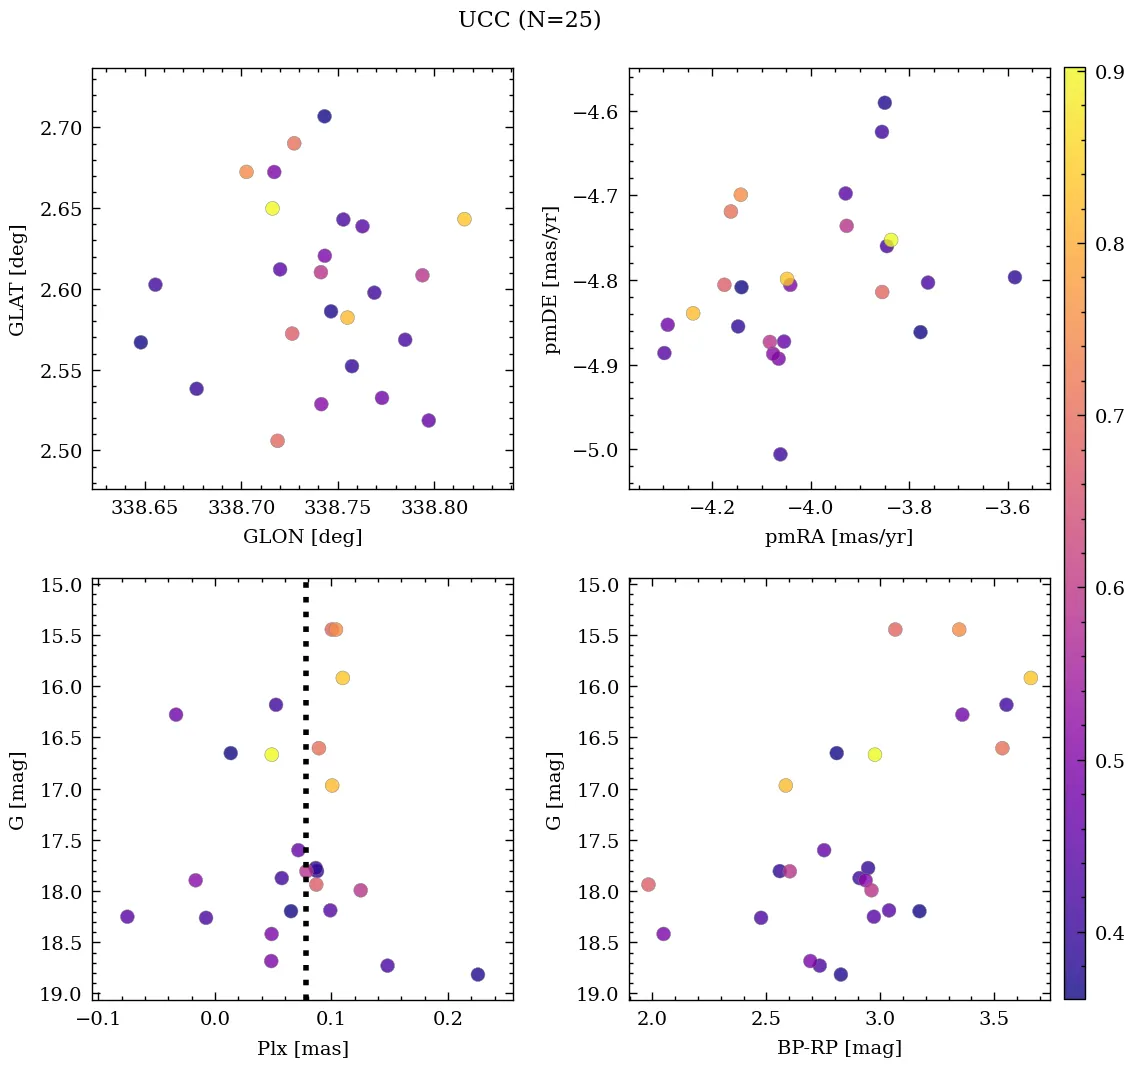 UCC (N=25)
2.70
2.65
2.60
2.55
2.50
GLAT [deg]
338.65 338.70 338.75 338.80
GLON [deg]
−4.6
−4.7
−4.8
−4.9
−5.0
pmDE [mas/yr]
−4.2 −4.0 −3.8 −3.6
pmRA [mas/yr]
15.0
15.5
16.0
16.5
17.0
17.5
18.0
18.5
19.0
G [mag]
−0.1 0.0 0.1 0.2
Plx [mas]
15.0
15.5
16.0
16.5
17.0
17.5
18.0
18.5
19.0
G [mag]
2.0 2.5 3.0 3.5
BP-RP [mag]
0.9
0.8
0.7
0.6
0.5
0.4